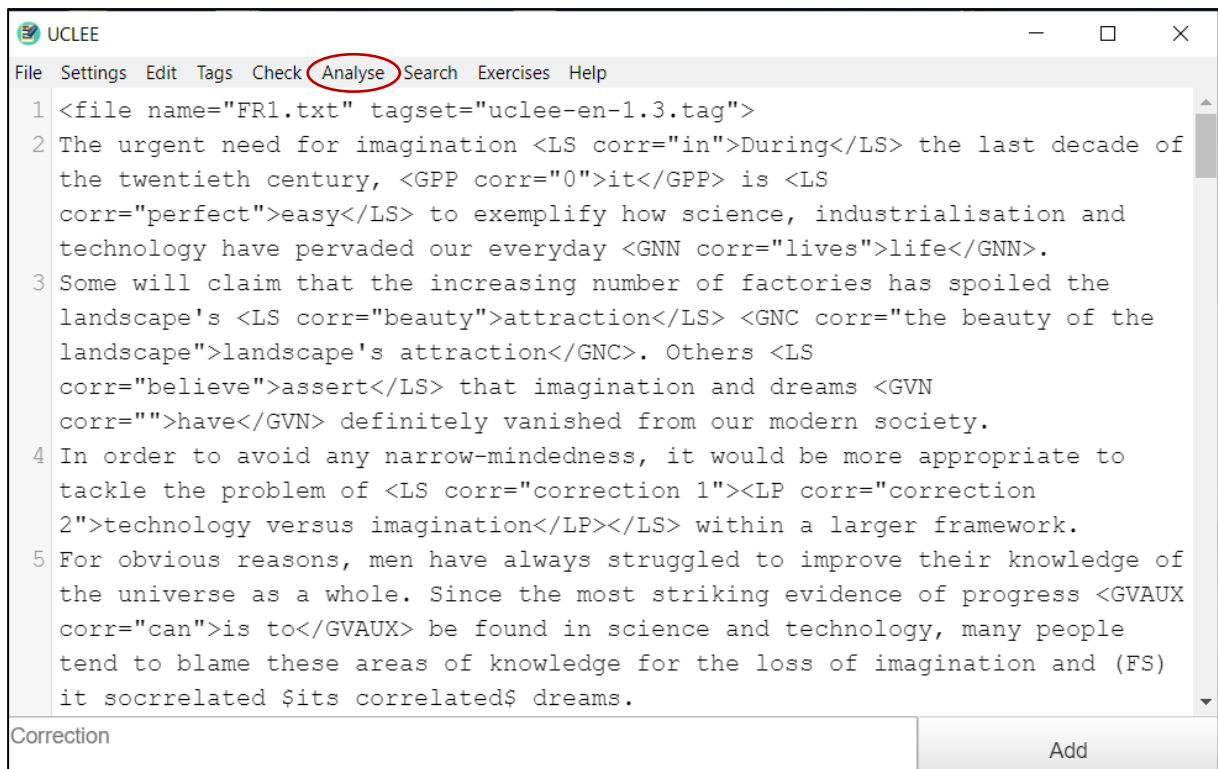 UCLEE
File Settings Edit Tags Check Analyse Search Exercises Help
1 <file name="FR1.txt" tagset="uclee-en-1.3.tag">
2 The urgent need for imagination <LS corr="in">During</LS> the last decade of
the twentieth century, <GPP corr="0">it</GPP> is <LS
corr="perfect">easy</LS> to exemplify how science, industrialisation and
technology have pervaded our everyday <GNN corr="lives">life</GNN>.
3 Some will claim that the increasing number of factories has spoiled the
landscape's <LS corr="beauty">attraction</LS> <GNC corr="the beauty of the
landscape">landscape's attraction</GNC>. Others <LS
corr="believe">assert</LS> that imagination and dreams <GVN
corr="">have</GVN> definitely vanished from our modern society.
4 In order to avoid any narrow-mindedness, it would be more appropriate to
tackle the problem of <LS corr="correction 1"><LP corr="correction
2">technology versus imagination</LP></LS> within a larger framework.
5 For obvious reasons, men have always struggled to improve their knowledge of
the universe as a whole. Since the most striking evidence of progress <GVAUX
corr="can">is to</GVAUX> be found in science and technology, many people
tend to blame these areas of knowledge for the loss of imagination and (FS)
it socrrelated $its correlated$ dreams.
Correction
Add